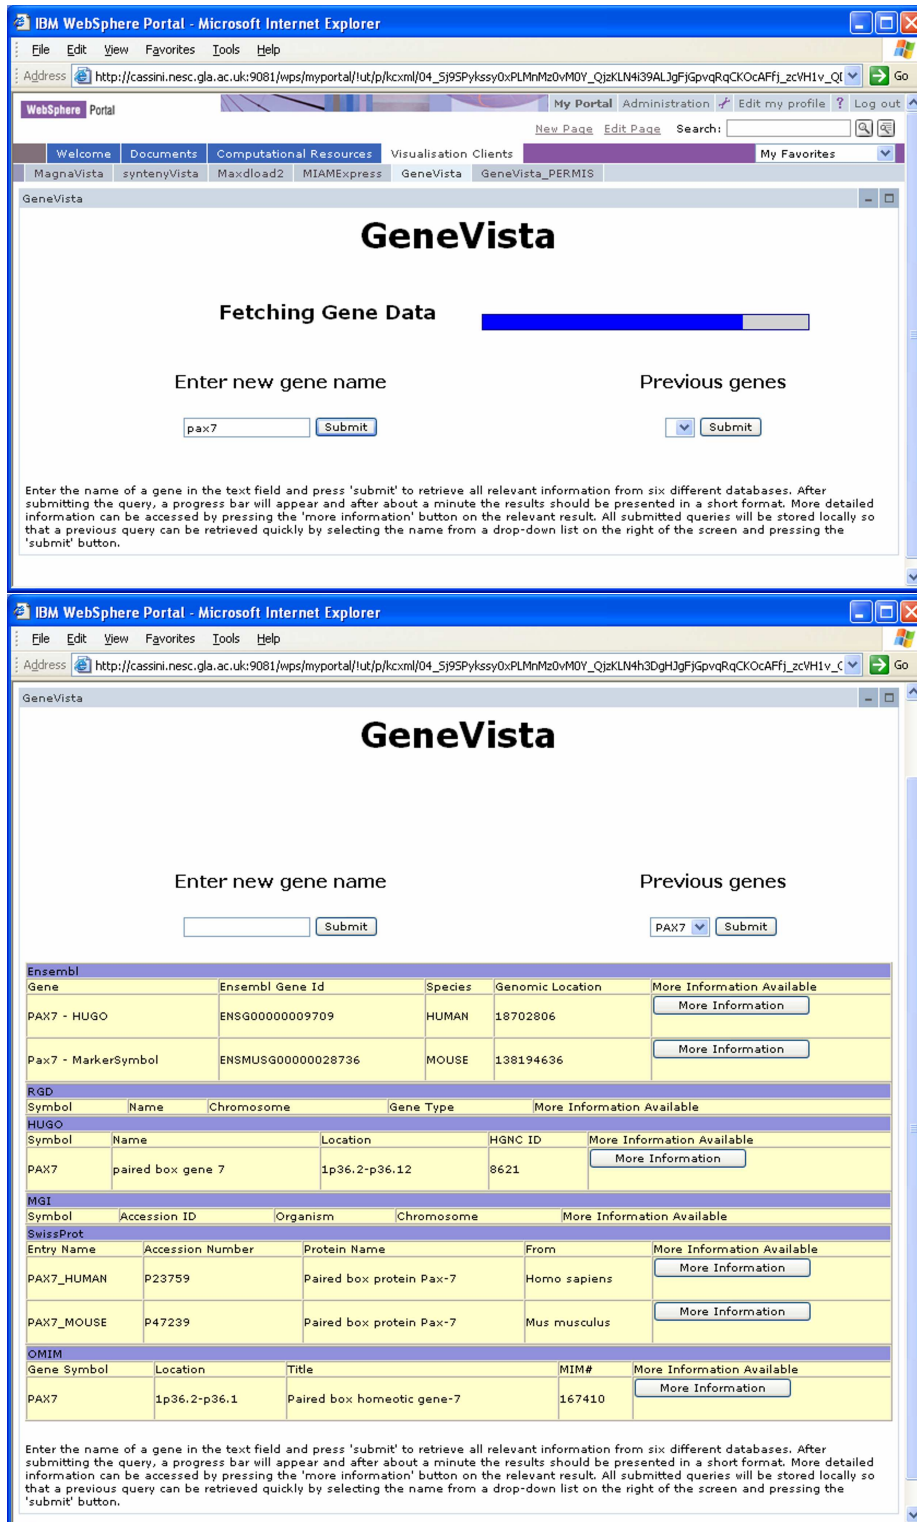 IBM WebSphere Portal - Microsoft Internet Explorer
File Edit View Favorites Tools Help
Address Go
WebSphere Portal
My Portal Administration Edit my profile ? Log out
New Page Edit Page Search:
Welcome Documents Computational Resources Visualisation Clients My Favorites
MagnaVista syntenyVista Maxdload2 MIAMExpress GeneVista GeneVista_PERMIS
GeneVista
GeneVista
Fetching Gene Data
Enter new gene name Previous genes
pax7 Submit Submit
Enter the name of a gene in the text field and press 'submit' to retrieve all relevant information from six different databases. After
submitting the query, a progress bar will appear and after about a minute the results should be presented in a short format. More detailed
information can be accessed by pressing the 'more information' button on the relevant result. All submitted queries will be stored locally so
that a previous query can be retrieved quickly by selecting the name from a drop-down list on the right of the screen and pressing the
'submit' button.
IBM WebSphere Portal - Microsoft Internet Explorer
File Edit View Favorites Tools Help
Address Go
GeneVista
GeneVista
Enter new gene name Previous genes
Submit PAX7 Submit
Ensembl
Gene Ensembl Gene Id Species Genomic Location More Information Available
PAX7 - HUGO ENSG00000009709 HUMAN 18702806 More Information
Pax7 - MarkerSymbol ENSMUSG00000028736 MOUSE 138194636 More Information
RGD
Symbol Name Chromosome Gene Type More Information Available
HUGO
Symbol Name Location HGNC ID More Information Available
PAX7 paired box gene 7 1p36.2-p36.12 8621 More Information
MGI
Symbol Accession ID Organism Chromosome More Information Available
SwissProt
Entry Name Accession Number Protein Name From More Information Available
PAX7_HUMAN P23759 Paired box protein Pax-7 Homo sapiens More Information
PAX7_MOUSE P47239 Paired box protein Pax-7 Mus musculus More Information
OMIM
Gene Symbol Location Title MIM# More Information Available
PAX7 1p36.2-p36.1 Paired box homeotic gene-7 167410 More Information
Enter the name of a gene in the text field and press 'submit' to retrieve all relevant information from six different databases. After
submitting the query, a progress bar will appear and after about a minute the results should be presented in a short format. More detailed
information can be accessed by pressing the 'more information' button on the relevant result. All submitted queries will be stored locally so
that a previous query can be retrieved quickly by selecting the name from a drop-down list on the right of the screen and pressing the
'submit' button.